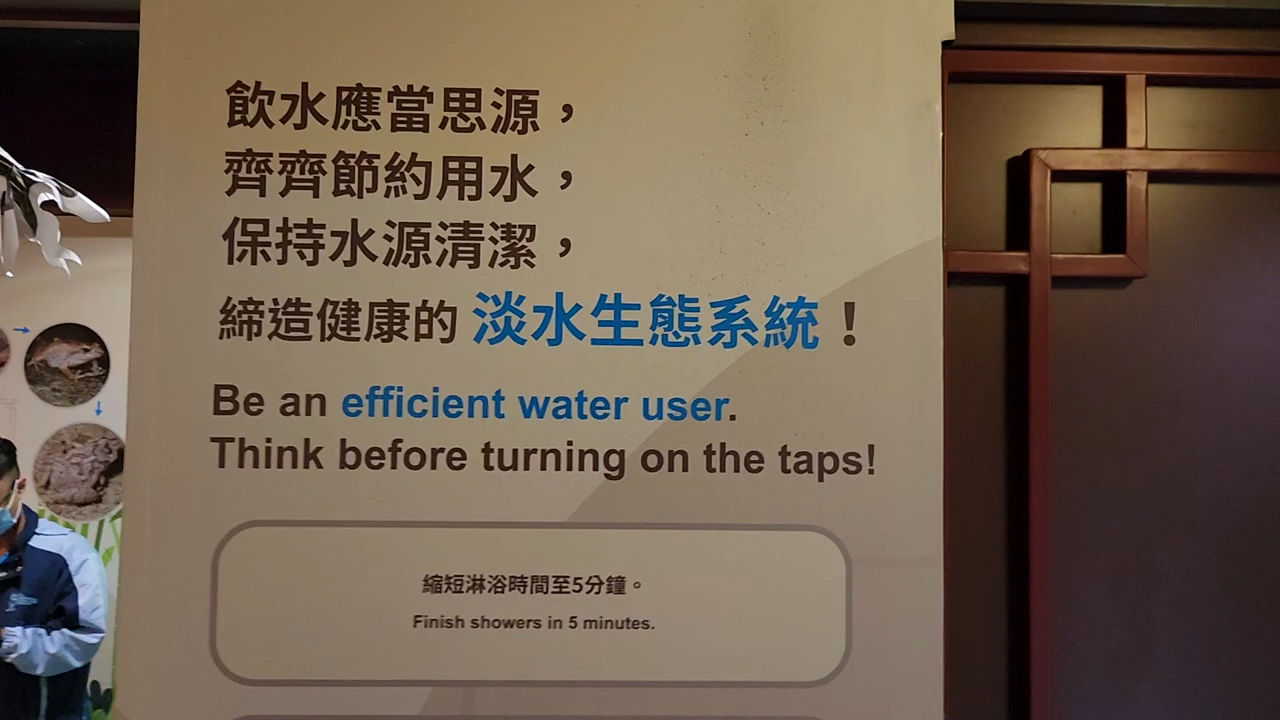 飲水應當思源，
齊齊節約用水，
保持水源清潔，
締造健康的 淡水生態系統！
Be an efficient water user.
Think before turning on the taps!
縮短淋浴時間至5分鐘。
Finish showers in 5 minutes.